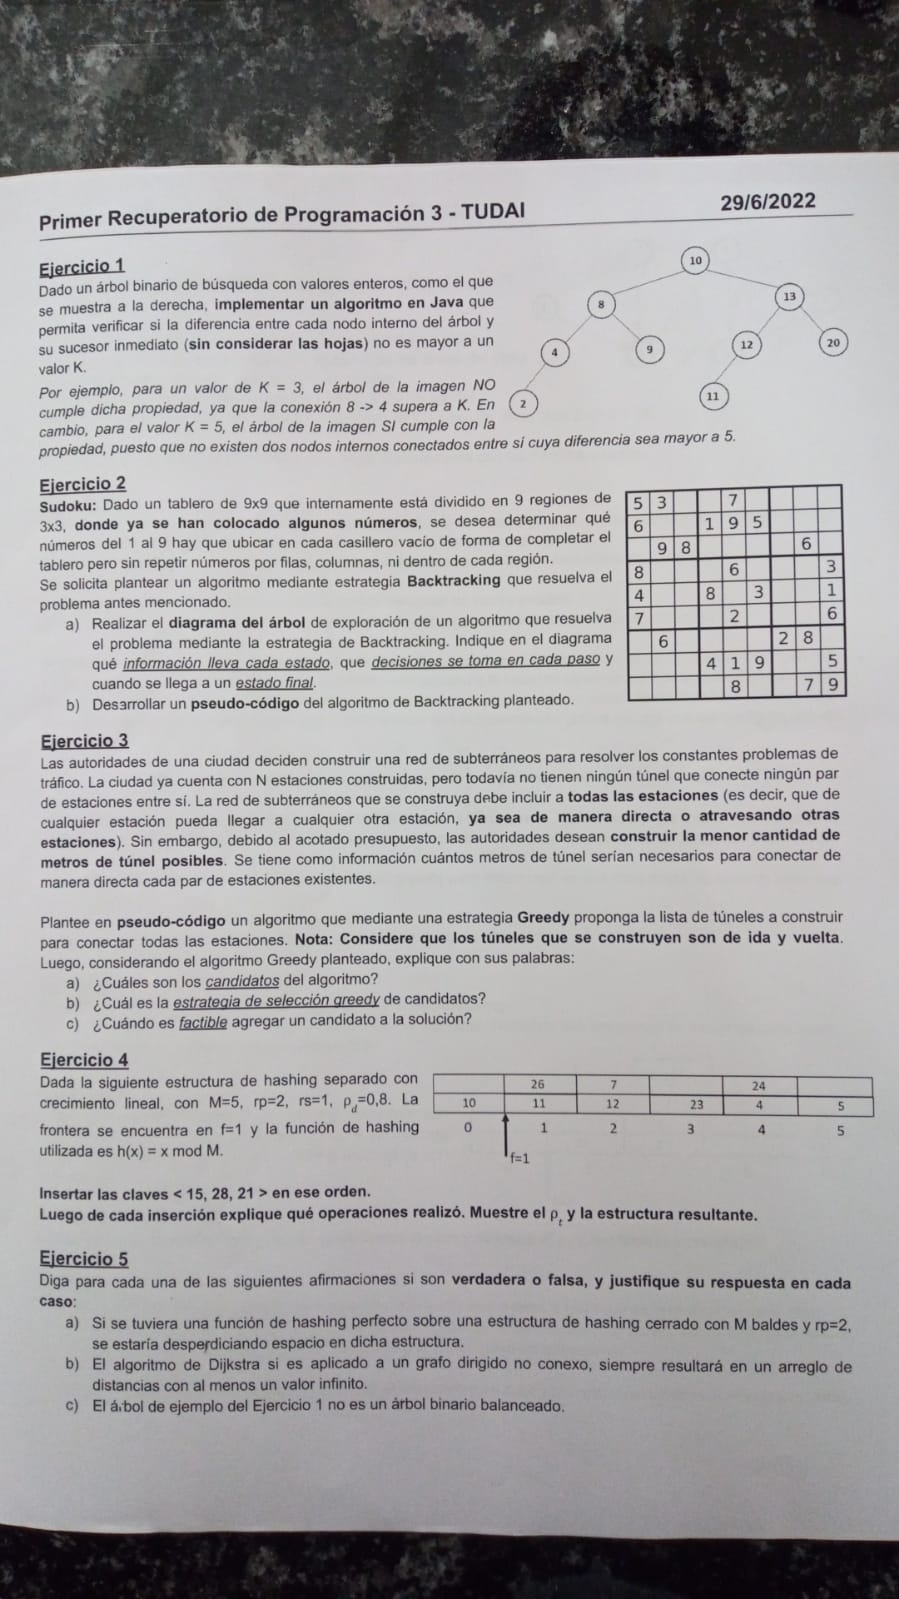 Primer Recuperatorio de Programación 3 - TUDAI 29/6/2022
Ejercicio 1
Dado un árbol binario de búsqueda con valores enteros, como el que
se muestra a la derecha, implementar un algoritmo en Java que
permita verificar si la diferencia entre cada nodo interno del árbol y
su sucesor inmediato (sin considerar las hojas) no es mayor a un
valor K.
Por ejemplo, para un valor de K = 3, el árbol de la imagen NO
cumple dicha propiedad, ya que la conexión 8 -> 4 supera a K. En
cambio, para el valor K = 5, el árbol de la imagen SI cumple con la
propiedad, puesto que no existen dos nodos internos conectados entre sí cuya diferencia sea mayor a 5.
10
8 13
4 9 12 20
2 11
Ejercicio 2
Sudoku: Dado un tablero de 9x9 que internamente está dividido en 9 regiones de
3x3, donde ya se han colocado algunos números, se desea determinar qué
números del 1 al 9 hay que ubicar en cada casillero vacío de forma de completar el
tablero pero sin repetir números por filas, columnas, ni dentro de cada región.
Se solicita plantear un algoritmo mediante estrategia Backtracking que resuelva el
problema antes mencionado.
a) Realizar el diagrama del árbol de exploración de un algoritmo que resuelva
el problema mediante la estrategia de Backtracking. Indique en el diagrama
qué información lleva cada estado, que decisiones se toma en cada paso y
cuando se llega a un estado final.
b) Desarrollar un pseudo-código del algoritmo de Backtracking planteado.
5 3 7
6 1 9 5
9 8 6
8 6 3
4 8 3 1
7 2 6
6 2 8
4 1 9 5
8 7 9
Ejercicio 3
Las autoridades de una ciudad deciden construir una red de subterráneos para resolver los constantes problemas de
tráfico. La ciudad ya cuenta con N estaciones construidas, pero todavía no tienen ningún túnel que conecte ningún par
de estaciones entre sí. La red de subterráneos que se construya debe incluir a todas las estaciones (es decir, que de
cualquier estación pueda llegar a cualquier otra estación, ya sea de manera directa o atravesando otras
estaciones). Sin embargo, debido al acotado presupuesto, las autoridades desean construir la menor cantidad de
metros de túnel posibles. Se tiene como información cuántos metros de túnel serían necesarios para conectar de
manera directa cada par de estaciones existentes.
Plantee en pseudo-código un algoritmo que mediante una estrategia Greedy proponga la lista de túneles a construir
para conectar todas las estaciones. Nota: Considere que los túneles que se construyen son de ida y vuelta.
Luego, considerando el algoritmo Greedy planteado, explique con sus palabras:
a) ¿Cuáles son los candidatos del algoritmo?
b) ¿Cuál es la estrategia de selección greedy de candidatos?
c) ¿Cuándo es factible agregar un candidato a la solución?
Ejercicio 4
Dada la siguiente estructura de hashing separado con
crecimiento lineal, con M=5, rp=2, rs=1, ρd=0,8. La
frontera se encuentra en f=1 y la función de hashing
utilizada es h(x) = x mod M.
26 7 24
10 11 12 23 4 5
0 1 2 3 4 5
f=1
Insertar las claves < 15, 28, 21 > en ese orden.
Luego de cada inserción explique qué operaciones realizó. Muestre el ρt y la estructura resultante.
Ejercicio 5
Diga para cada una de las siguientes afirmaciones si son verdadera o falsa, y justifique su respuesta en cada
caso:
a) Si se tuviera una función de hashing perfecto sobre una estructura de hashing cerrado con M baldes y rp=2,
se estaría desperdiciando espacio en dicha estructura.
b) El algoritmo de Dijkstra si es aplicado a un grafo dirigido no conexo, siempre resultará en un arreglo de
distancias con al menos un valor infinito.
c) El árbol de ejemplo del Ejercicio 1 no es un árbol binario balanceado.